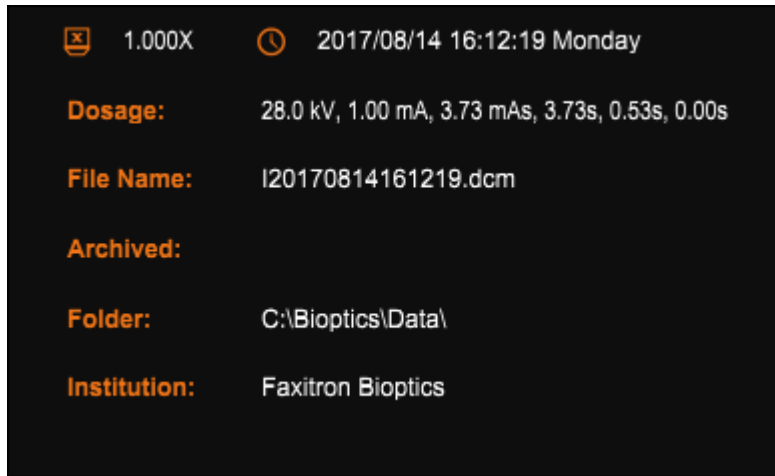 1.000X 2017/08/14 16:12:19 Monday
Dosage: 28.0 kV, 1.00 mA, 3.73 mAs, 3.73s, 0.53s, 0.00s
File Name: I20170814161219.dcm
Archived:
Folder: C:\Bioptics\Data\
Institution: Faxitron Bioptics